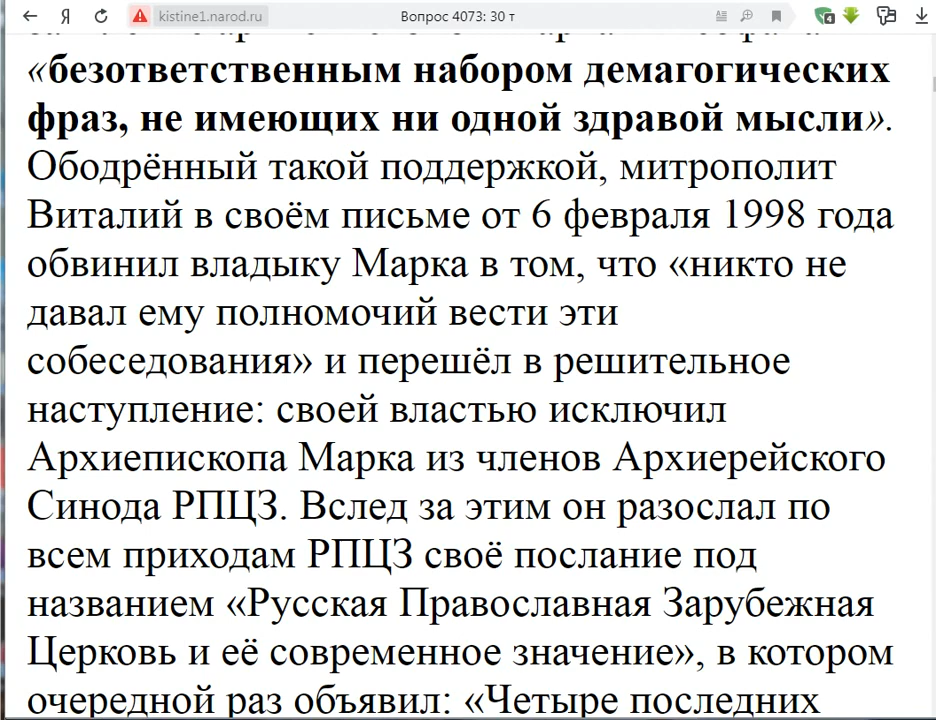 Я kistine1.narod.ru Вопрос 4073: 30 т 4
«безответственным набором демагогических
фраз, не имеющих ни одной здравой мысли».
Ободрённый такой поддержкой, митрополит
Виталий в своём письме от 6 февраля 1998 года
обвинил владыку Марка в том, что «никто не
давал ему полномочий вести эти
собеседования» и перешёл в решительное
наступление: своей властью исключил
Архиепископа Марка из членов Архиерейского
Синода РПЦЗ. Вслед за этим он разослал по
всем приходам РПЦЗ своё послание под
названием «Русская Православная Зарубежная
Церковь и её современное значение», в котором
очередной раз объявил: «Четыре последних